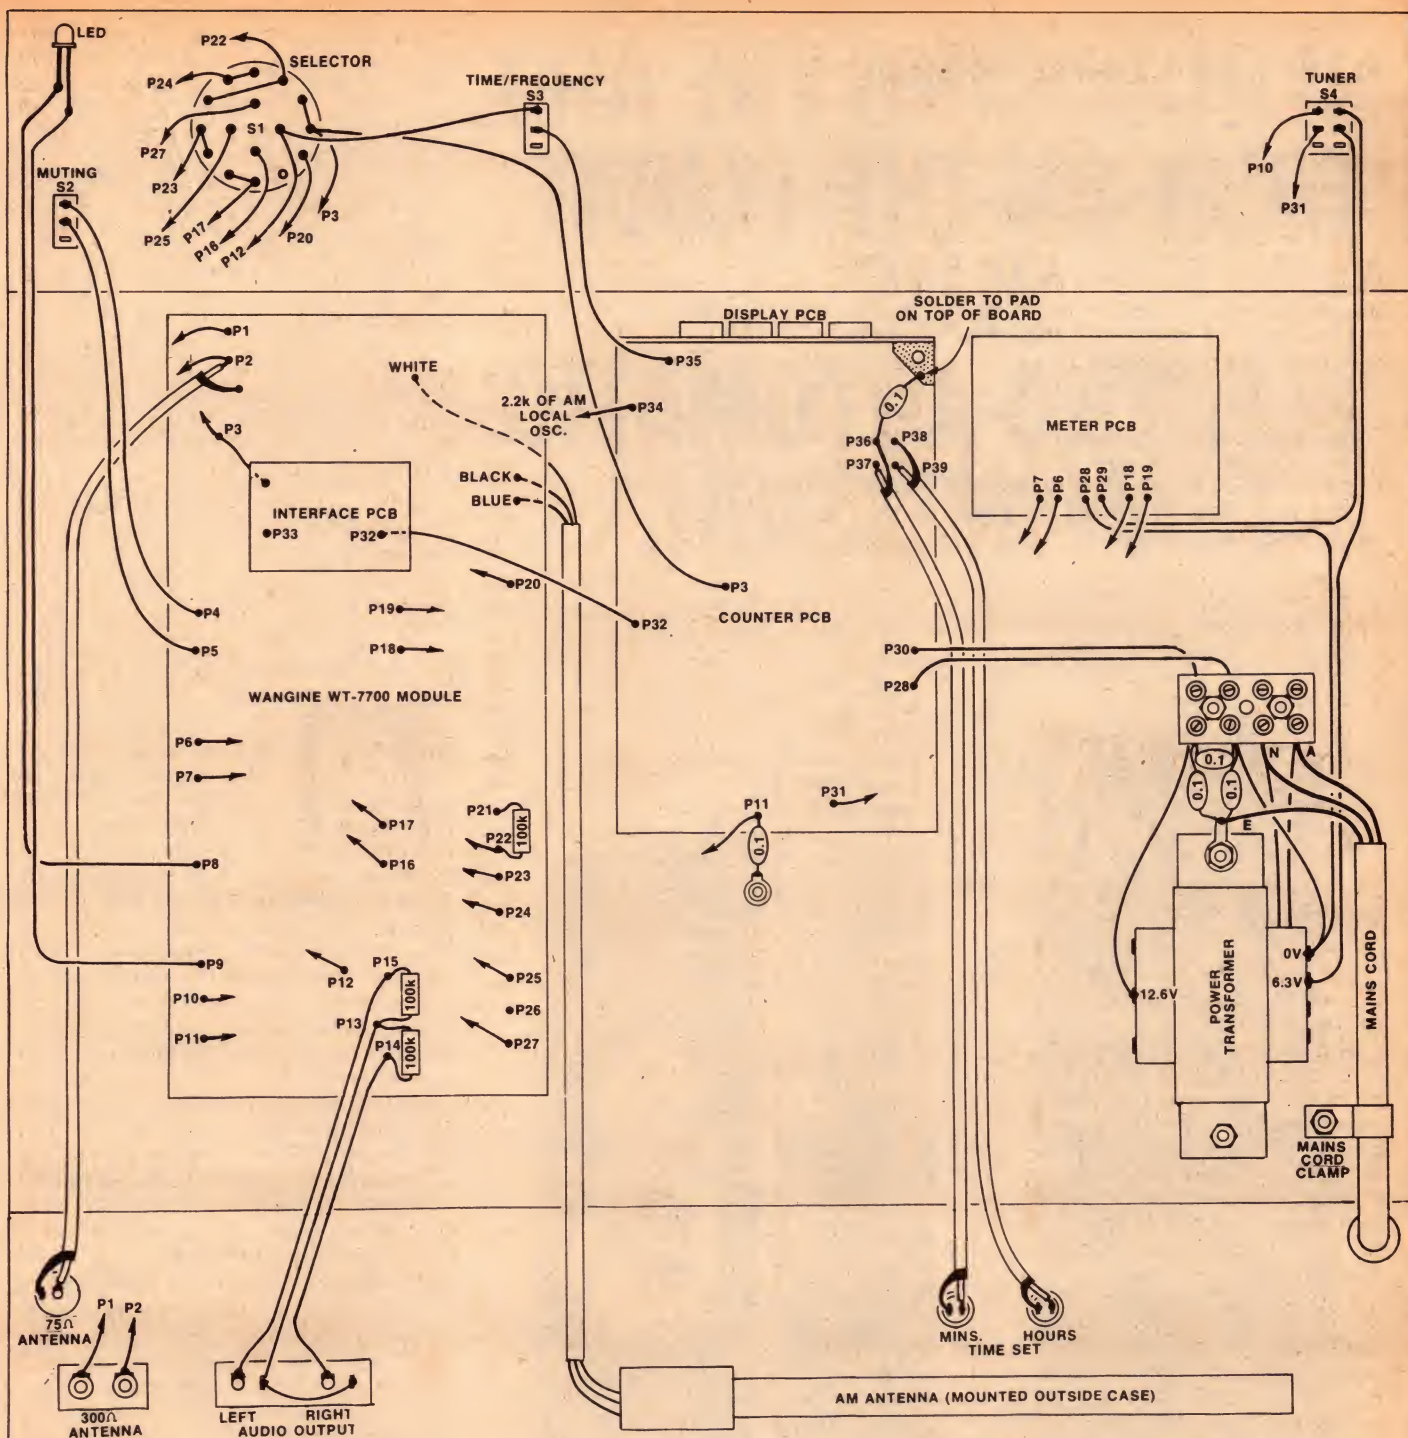 LED
P22
SELECTOR
P24
TIME/FREQUENCY
S3
TUNER
S4
S1
P27
P10
MUTING
S2
P23
P31
P25
P17
P16
P12
P20
P3
SOLDER TO PAD
ON TOP OF BOARD
DISPLAY PCB
P1
P2
WHITE
P35
2.2k OF AM
LOCAL
OSC.
P34
0.1
P3
METER PCB
P36
P38
P37
P39
BLACK
BLUE
P7
P6
P28
P29
P18
P19
INTERFACE PCB
P33
P32
P20
P3
P4
P19
P32
COUNTER PCB
P5
P18
P30
P28
WANGINE WT-7700 MODULE
P6
P7
N
A
0.1
0.1
0.1
P21
P11
P31
P17
P22
100k
E
0.1
P8
P16
P23
P24
P9
P12
P15
P25
0V
12.6V
6.3V
P10
100k
P26
P13
P11
P14
P27
100k
POWER
TRANSFORMER
MAINS CORD
MAINS
CORD
CLAMP
75Ω
ANTENNA
P1
P2
MINS.
HOURS
TIME SET
AM ANTENNA (MOUNTED OUTSIDE CASE)
300Ω
ANTENNA
LEFT
RIGHT
AUDIO OUTPUT